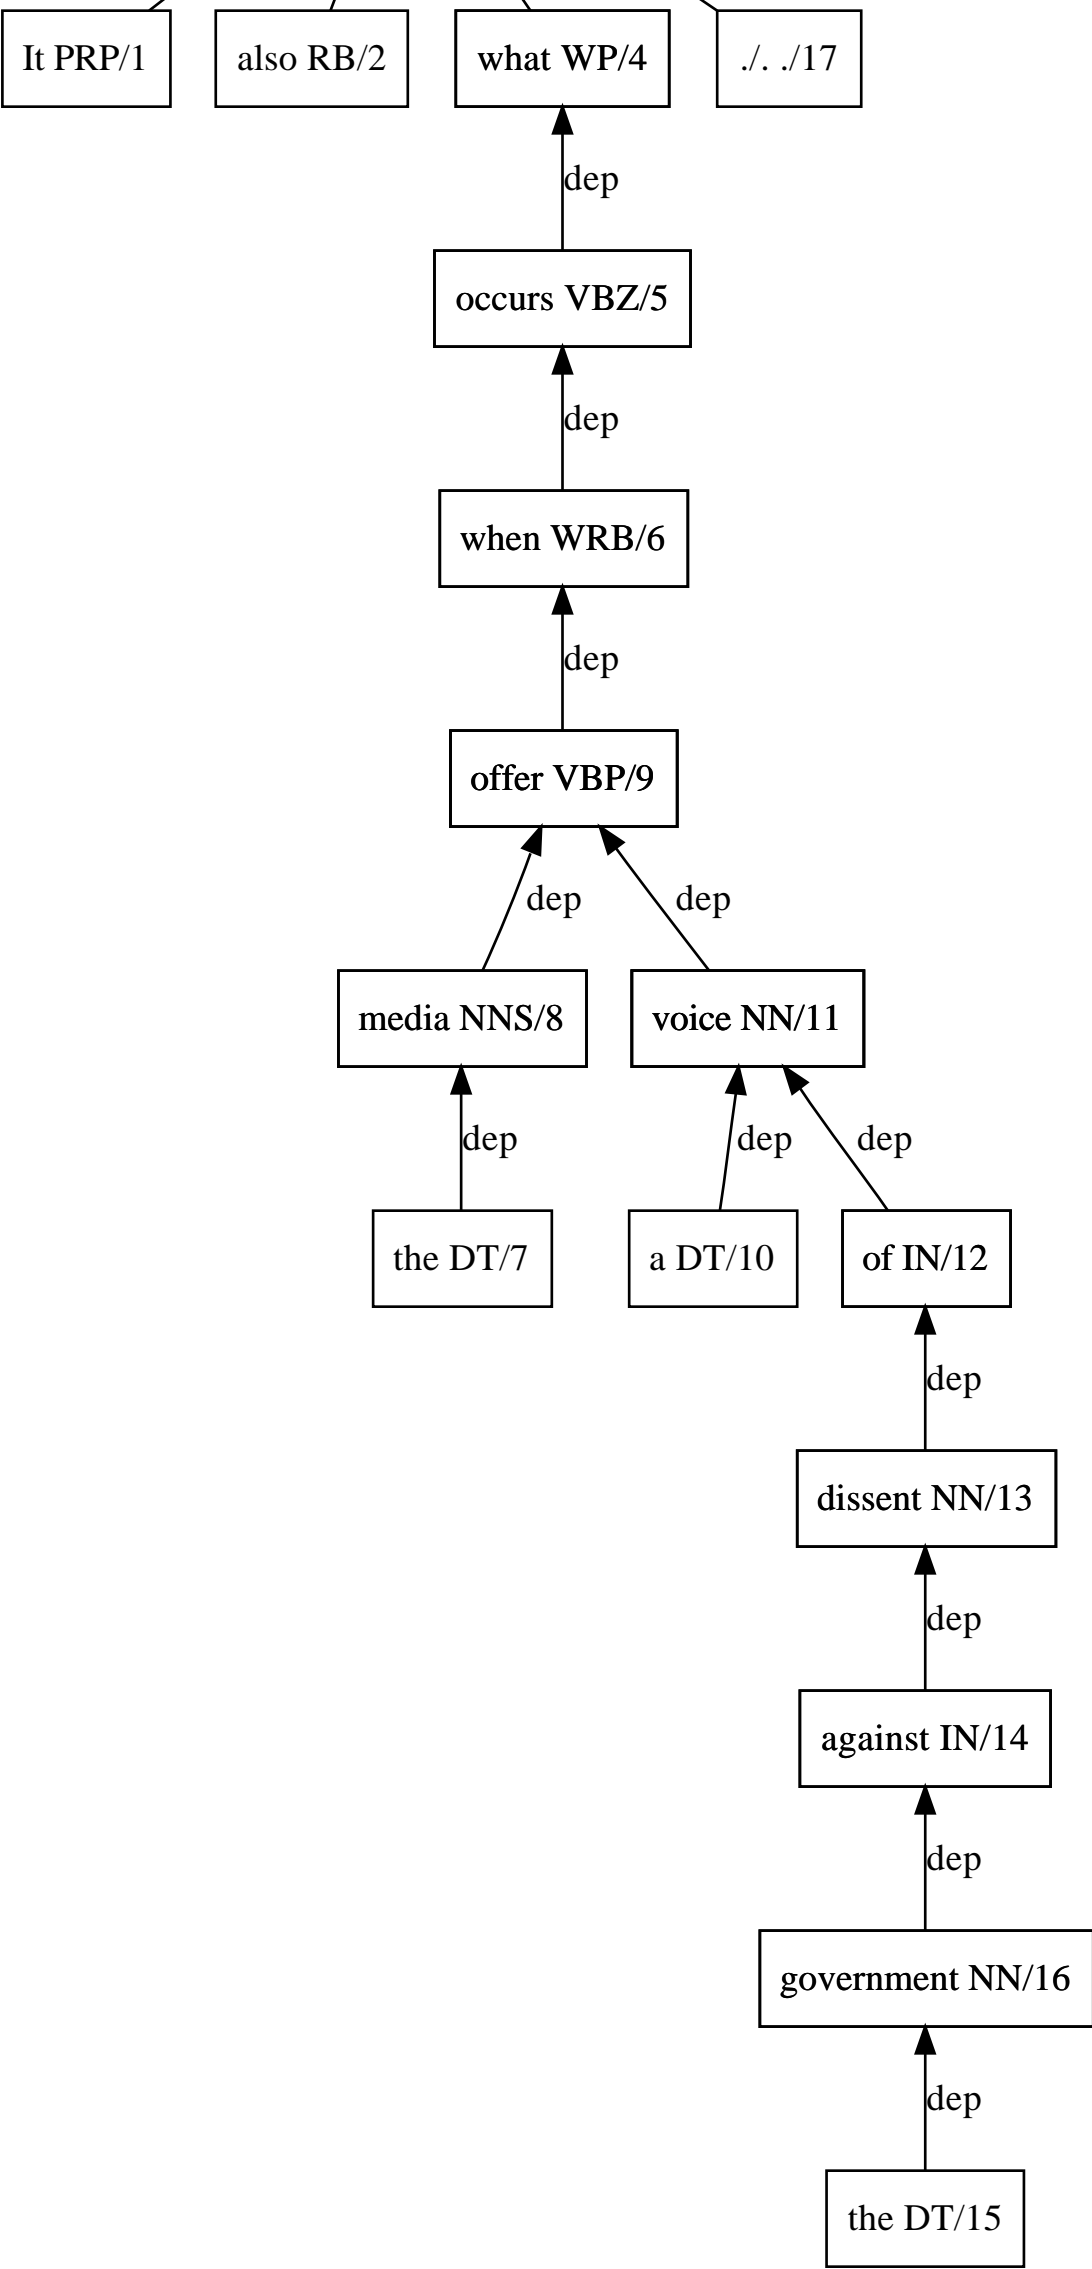 It PRP/1 also RB/2 what WP/4 ./. ./17
dep
occurs VBZ/5
dep
when WRB/6
dep
offer VBP/9
dep dep
media NNS/8 voice NN/11
dep dep dep
the DT/7 a DT/10 of IN/12
dep
dissent NN/13
dep
against IN/14
dep
government NN/16
dep
the DT/15